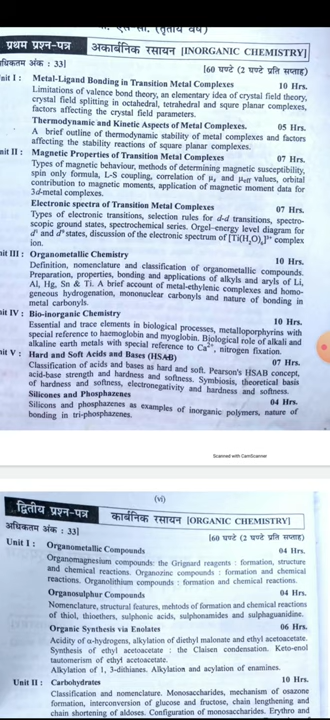 एस सी. (तृतीय वर्ष)
प्रथम प्रश्न-पत्र अकार्बनिक रसायन [INORGANIC CHEMISTRY]
धिकतम अंक : 33] [60 घण्टे (2 घण्टे प्रति सप्ताह)
nit I : Metal-Ligand Bonding in Transition Metal Complexes 10 Hrs.
Limitations of valence bond theory, an elementary idea of crystal field theory,
crystal field splitting in octahedral, tetrahedral and squre planar complexes,
factors affecting the crystal field parameters.
Thermodynamic and Kinetic Aspects of Metal Complexes. 05 Hrs.
A brief outline of thermodynamic stability of metal complexes and factors
affecting the stability reactions of square planar complexes.
nit II : Magnetic Properties of Transition Metal Complexes 07 Hrs.
Types of magnetic behaviour, methods of determining magnetic susceptibility,
spin only formula, L-S coupling, correlation of μs and μeff values, orbital
contribution to magnetic moments, application of magnetic moment data for
3d-metal complexes.
Electronic spectra of Transition Metal Complexes 07 Hrs.
Types of electronic transitions, selection rules for d-d transitions, spectro-
scopic ground states, spectrochemical series. Orgel-energy level diagram for
d¹ and d⁹ states, discussion of the electronic spectrum of [Ti(H₂O)₆]³⁺ complex
ion.
nit III : Organometallic Chemistry 10 Hrs.
Definition, nomenclature and classification of organometallic compounds.
Preparation, properties, bonding and applications of alkyls and aryls of Li,
Al, Hg, Sn & Ti. A brief account of metal-ethylenic complexes and homo-
geneous hydrogenation, mononuclear carbonyls and nature of bonding in
metal carbonyls.
nit IV : Bio-inorganic Chemistry 10 Hrs.
Essential and trace elements in biological processes, metalloporphyrins with
special reference to haemoglobin and myoglobin. Biological role of alkali and
alkaline earth metals with special reference to Ca²⁺, nitrogen fixation.
nit V : Hard and Soft Acids and Bases (HSAB) 07 Hrs.
Classification of acids and bases as hard and soft. Pearson's HSAB concept,
acid-base strength and hardness and softness. Symbiosis, theoretical basis
of hardness and softness, electronegativity and hardness and softness.
Silicones and Phosphazenes 04 Hrs.
Silicons and phosphazenes as examples of inorganic polymers, nature of
bonding in tri-phosphazenes.
Scanned with CamScanner
(vi)
द्वितीय प्रश्न-पत्र कार्बनिक रसायन [ORGANIC CHEMISTRY]
अधिकतम अंक : 33] [60 घण्टे (2 घण्टे प्रति सप्ताह)
Unit I : Organometallic Compounds 04 Hrs.
Organomagnesium compounds: the Grignard reagents : formation, structure
and chemical reactions. Organozinc compounds : formation and chemical
reactions. Organolithium compounds : formation and chemical reactions.
Organosulphur Compounds 04 Hrs.
Nomenclature, structural features, mehtods of formation and chemical reactions
of thiol, thioethers, sulphonic acids, sulphonamides and sulphaguanidine.
Organic Synthesis via Enolates 06 Hrs.
Acidity of α-hydrogens, alkylation of diethyl malonate and ethyl acetoacetate.
Synthesis of ethyl acetoacetate : the Claisen condensation. Keto-enol
tautomerism of ethyl acetoacetate.
Alkylation of 1, 3-dithianes. Alkylation and acylation of enamines.
Unit II : Carbohydrates 10 Hrs.
Classification and nomenclature. Monosaccharides, mechanism of osazone
formation, interconversion of glucose and fructose, chain lengthening and
chain shortening of aldoses. Configuration of monosaccharides. Erythro and